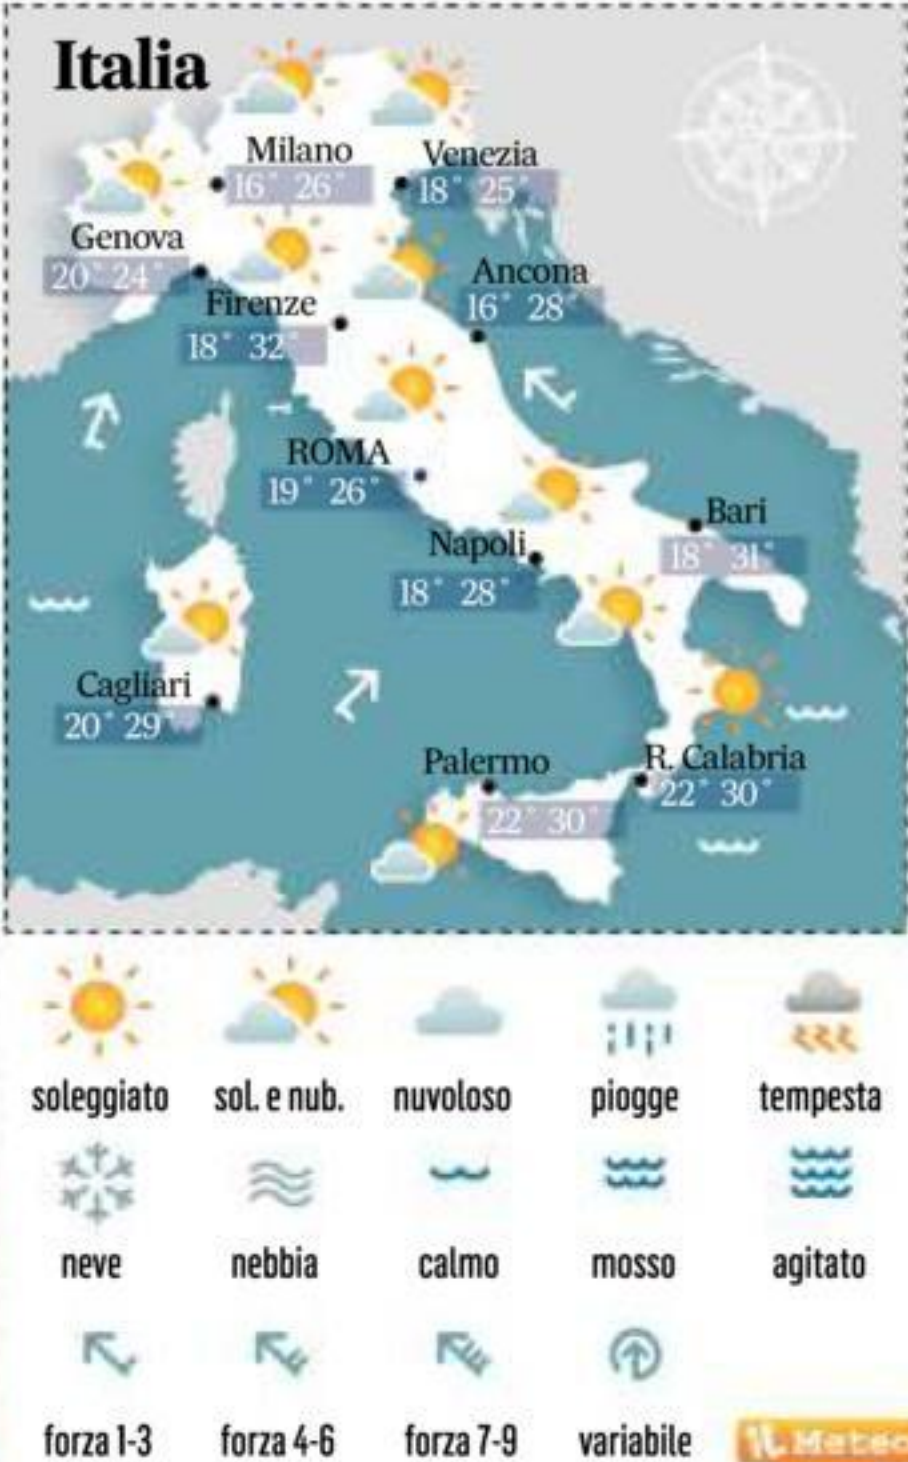 Italia
Milano
16° 26°
Venezia
18° 25°
Genova
20° 24°
Ancona
16° 28°
Firenze
18° 32°
ROMA
19° 26°
Bari
18° 31°
Napoli
18° 28°
Cagliari
20° 29°
Palermo
22° 30°
R. Calabria
22° 30°
soleggiato sol. e nub. nuvoloso piogge tempesta
neve nebbia calmo mosso agitato
forza 1-3 forza 4-6 forza 7-9 variabile
iL Meteo